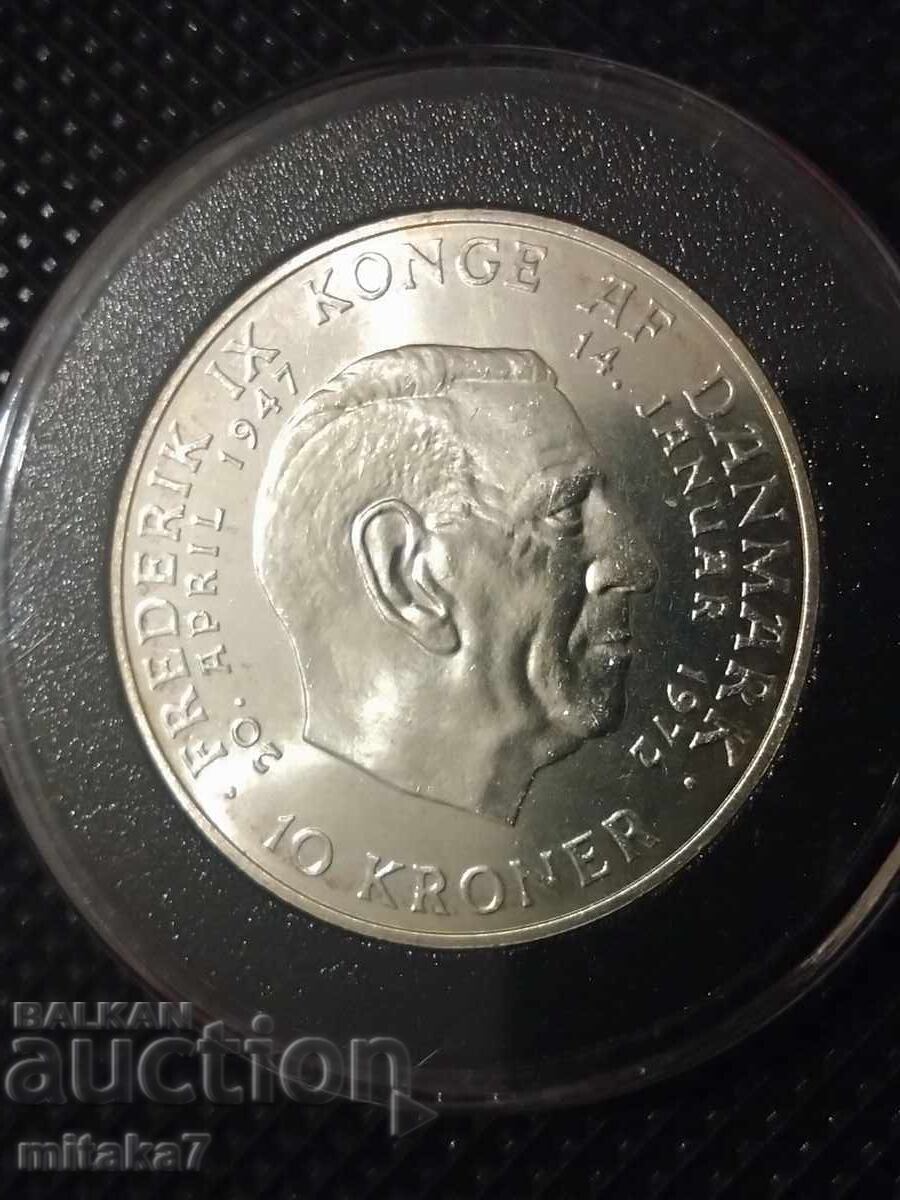 FREDERIK IX KONGE AF DANMARK ·
20. APRIL 1947
14. JANUAR 1972
· 10 KRONER
BALKAN
auction
mitaka7